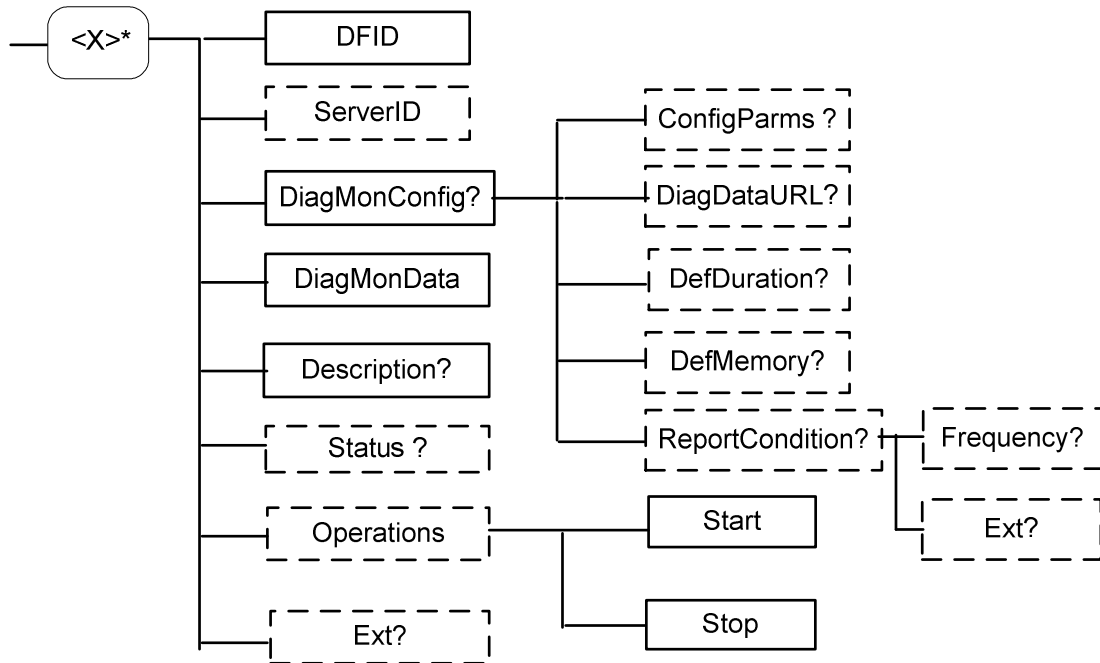 <X>*
DFID
ServerID
DiagMonConfig?
DiagMonData
Description?
Status ?
Operations
Ext?
ConfigParms ?
DiagDataURL?
DefDuration?
DefMemory?
ReportCondition?
Frequency?
Ext?
Start
Stop